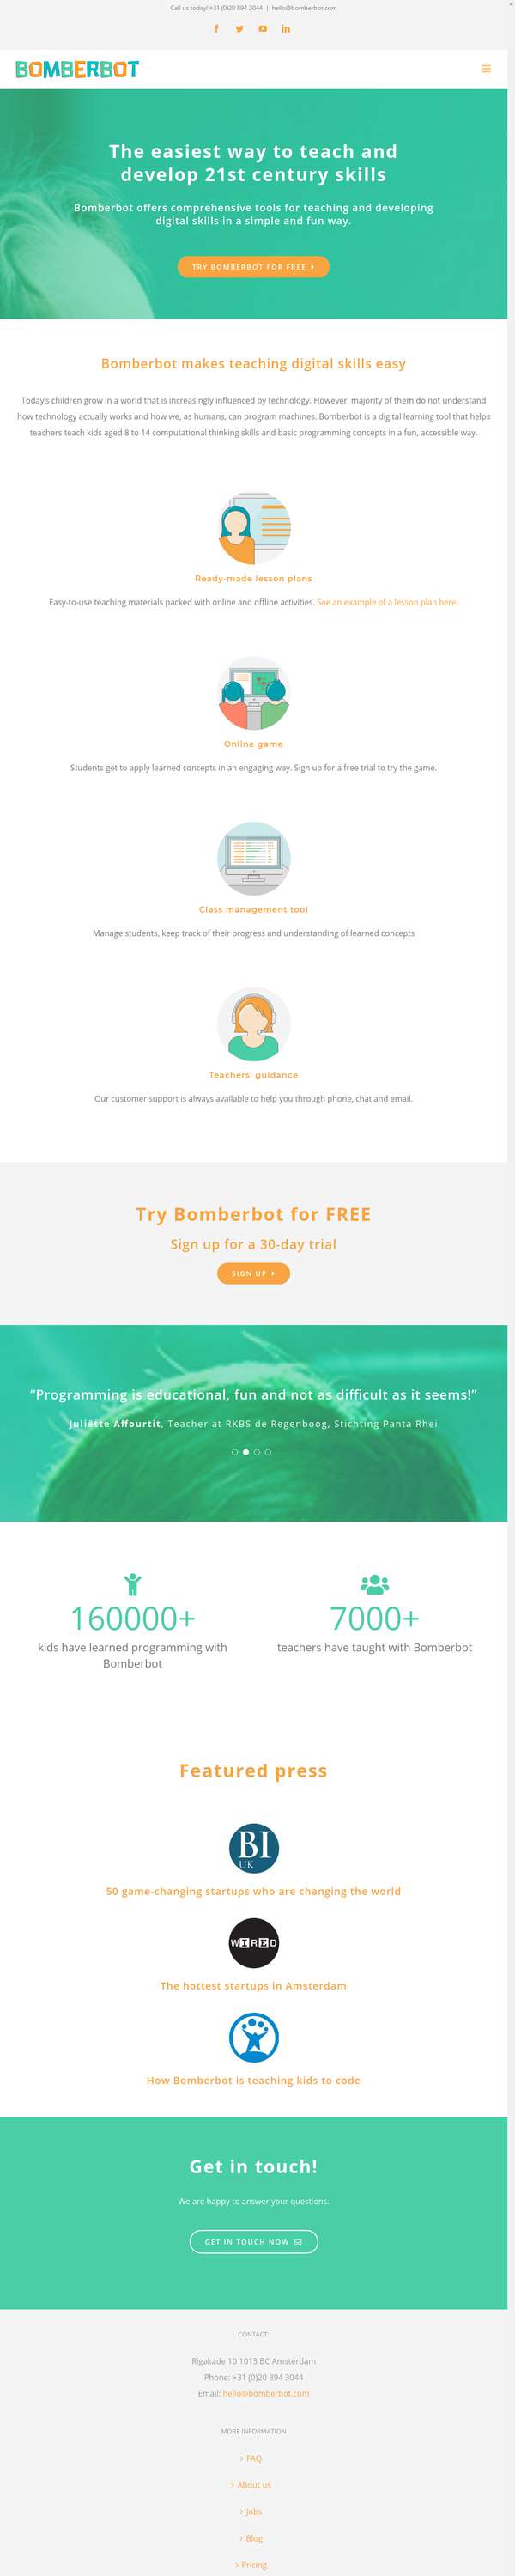 Call us today! +31 (0)20 894 3044 | hello@bomberbot.com
BOMBERBOT
The easiest way to teach and
develop 21st century skills
Bomberbot offers comprehensive tools for teaching and developing
digital skills in a simple and fun way.
TRY BOMBERBOT FOR FREE
Bomberbot makes teaching digital skills easy
Today's children grow in a world that is increasingly influenced by technology. However, majority of them do not understand
how technology actually works and how we, as humans, can program machines. Bomberbot is a digital learning tool that helps
teachers teach kids aged 8 to 14 computational thinking skills and basic programming concepts in a fun, accessible way.
Ready-made lesson plans
Easy-to-use teaching materials packed with online and offline activities. See an example of a lesson plan here.
Online game
Students get to apply learned concepts in an engaging way. Sign up for a free trial to try the game.
Class management tool
Manage students, keep track of their progress and understanding of learned concepts
Teachers' guidance
Our customer support is always available to help you through phone, chat and email.
Try Bomberbot for FREE
Sign up for a 30-day trial
SIGN UP
"Programming is educational, fun and not as difficult as it seems!"
Juliëtte Affourtit, Teacher at RKBS de Regenboog, Stichting Panta Rhei
160000+
kids have learned programming with
Bomberbot
7000+
teachers have taught with Bomberbot
Featured press
BI
UK
50 game-changing startups who are changing the world
WIRED
The hottest startups in Amsterdam
How Bomberbot is teaching kids to code
Get in touch!
We are happy to answer your questions.
GET IN TOUCH NOW
CONTACT:
Rigakade 10 1013 BC Amsterdam
Phone: +31 (0)20 894 3044
Email: hello@bomberbot.com
MORE INFORMATION
> FAQ
> About us
> Jobs
> Blog
> Pricing